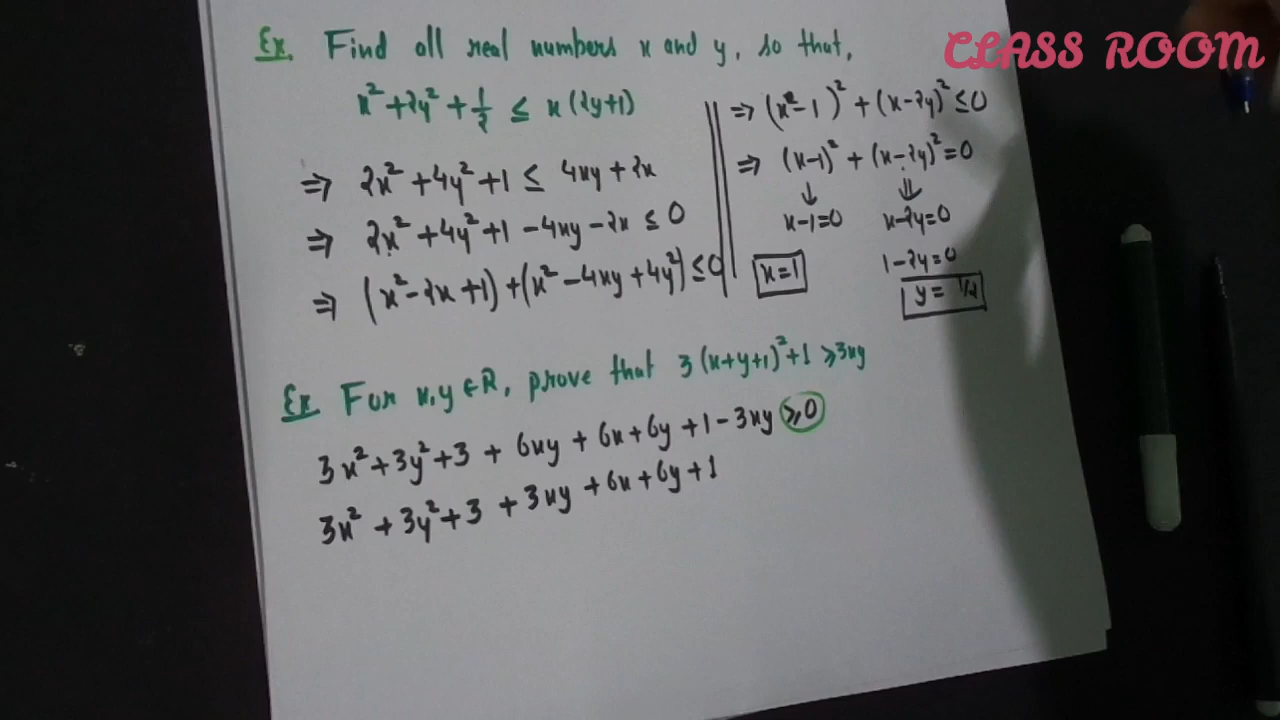 CLASS ROOM
Ex. Find all real numbers x and y, so that,
x² + 2y² + 1/2 ≤ x(2y+1)
⇒ 2x² + 4y² + 1 ≤ 4xy + 2x
⇒ 2x² + 4y² + 1 - 4xy - 2x ≤ 0
⇒ (x² - 2x + 1) + (x² - 4xy + 4y²) ≤ 0
⇒ (x² - 1)² + (x - 2y)² ≤ 0
⇒ (x-1)² + (x - 2y)² = 0
↓ ⇓
x-1=0 x-2y=0
x=1 1-2y=0
y = 1/2
Ex. For x,y ∈ R, prove that 3(x+y+1)² + 1 ≥ 3xy
3x² + 3y² + 3 + 6xy + 6x + 6y + 1 - 3xy ≥ 0
3x² + 3y² + 3 + 3xy + 6x + 6y + 1